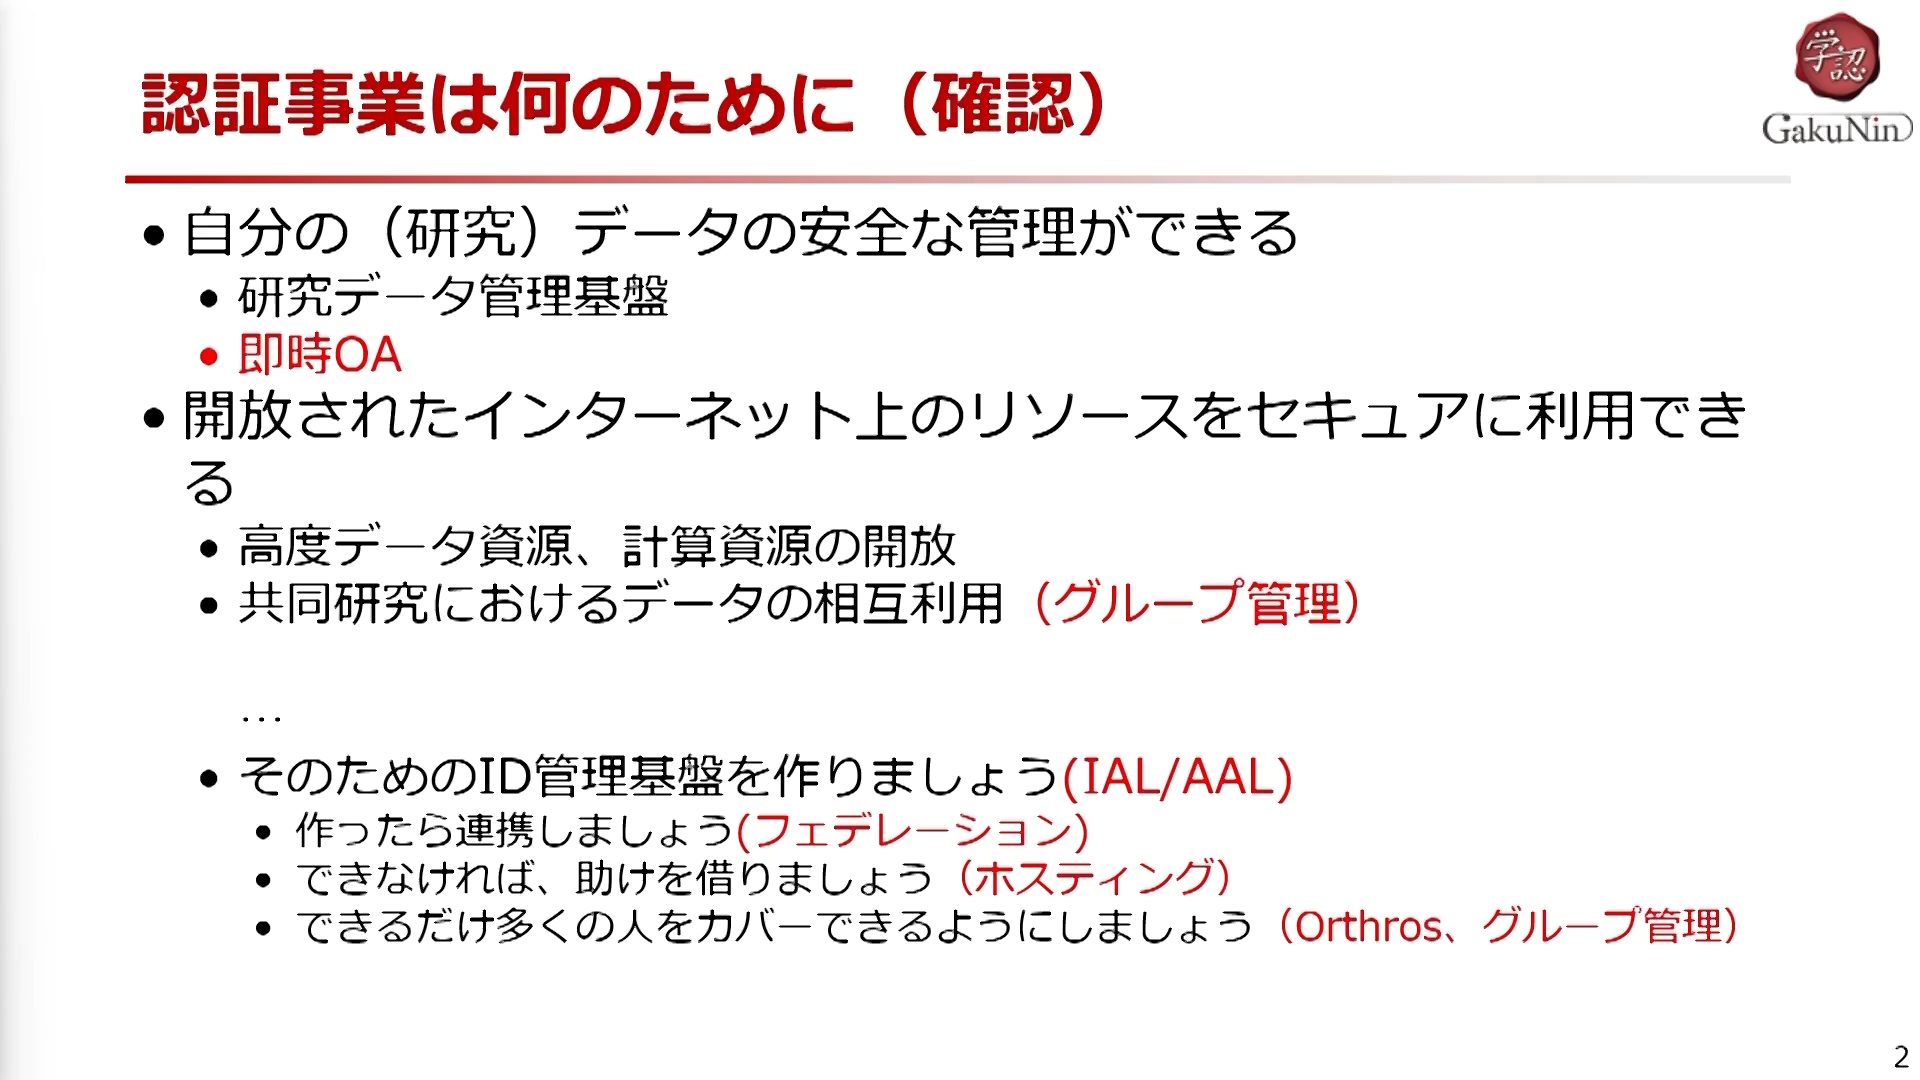 認証事業は何のために（確認）
学認
GakuNin
• 自分の（研究）データの安全な管理ができる
• 研究データ管理基盤
• 即時OA
• 開放されたインターネット上のリソースをセキュアに利用でき
る
• 高度データ資源、計算資源の開放
• 共同研究におけるデータの相互利用（グループ管理）
…
• そのためのID管理基盤を作りましょう(IAL/AAL)
• 作ったら連携しましょう(フェデレーション)
• できなければ、助けを借りましょう（ホスティング）
• できるだけ多くの人をカバーできるようにしましょう（Orthros、グループ管理）
2